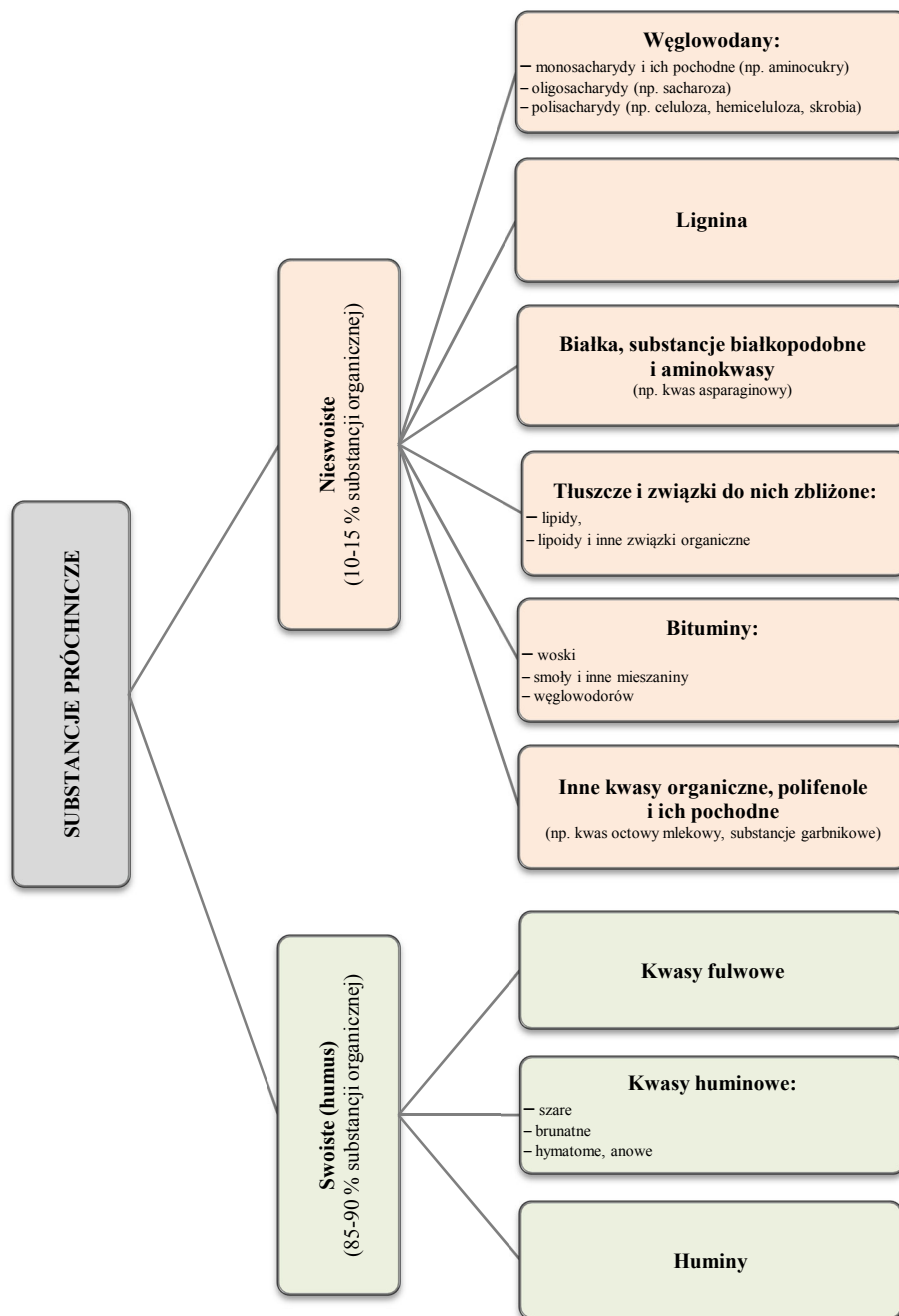 SUBSTANCJE PRÓCHNICZE
Nieswoiste
(10-15 % substancji organicznej)
Węglowodany:
– monosacharydy i ich pochodne (np. aminocukry)
– oligosacharydy (np. sacharoza)
– polisacharydy (np. celuloza, hemiceluloza, skrobia)
Lignina
Białka, substancje białkopodobne
i aminokwasy
(np. kwas asparaginowy)
Tłuszcze i związki do nich zbliżone:
– lipidy,
– lipoidy i inne związki organiczne
Bituminy:
– woski
– smoły i inne mieszaniny
– węglowodorów
Inne kwasy organiczne, polifenole
i ich pochodne
(np. kwas octowy mlekowy, substancje garbnikowe)
Swoiste (humus)
(85-90 % substancji organicznej)
Kwasy fulwowe
Kwasy huminowe:
– szare
– brunatne
– hymatome, anowe
Huminy